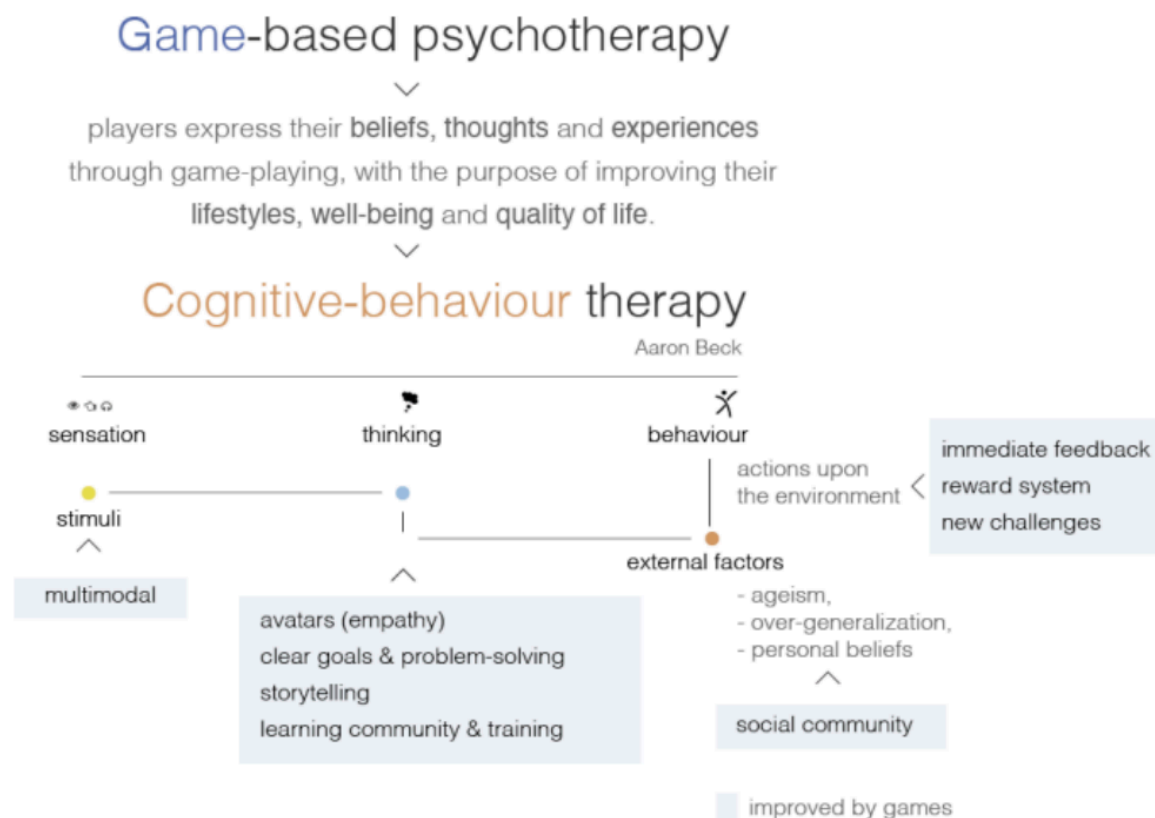 Game-based psychotherapy
players express their beliefs, thoughts and experiences
through game-playing, with the purpose of improving their
lifestyles, well-being and quality of life.
Cognitive-behaviour therapy
Aaron Beck
sensation
thinking
behaviour
stimuli
multimodal
avatars (empathy)
clear goals & problem-solving
storytelling
learning community & training
actions upon
the environment
immediate feedback
reward system
new challenges
external factors
- ageism,
- over-generalization,
- personal beliefs
social community
improved by games